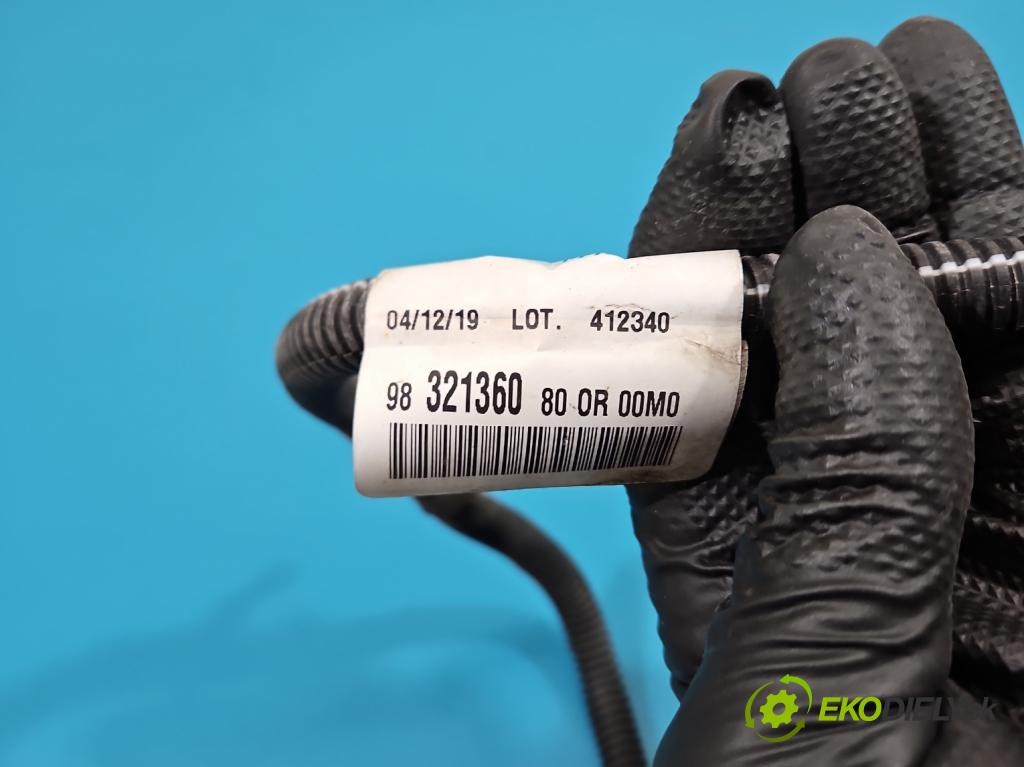 04/12/19 LOT. 412340
98 321360 80 OR 00M0
EKODIELY.sk